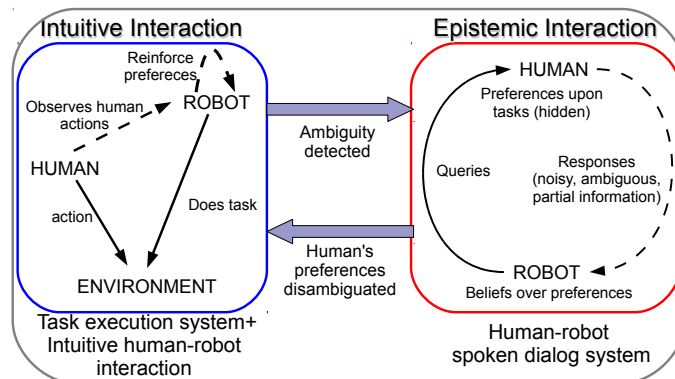 Intuitive Interaction
Reinforce
prefereces
Observes human
actions
ROBOT
HUMAN
action
Does task
ENVIRONMENT
Task execution system+
Intuitive human-robot
interaction
Ambiguity
detected
Human's
preferences
disambiguated
Epistemic Interaction
HUMAN
Preferences upon
tasks (hidden)
Queries
Responses
(noisy, ambiguous,
partial information)
ROBOT
Beliefs over preferences
Human-robot
spoken dialog system